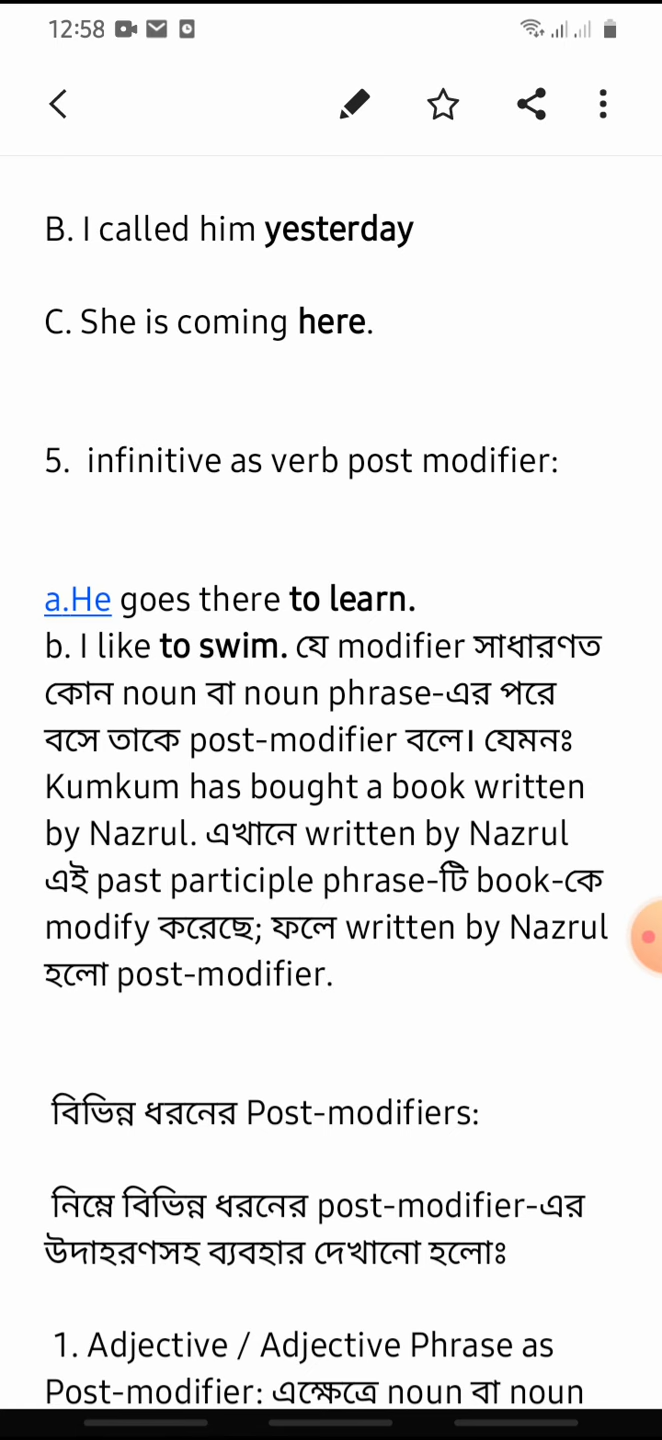 12:58
B. I called him yesterday
C. She is coming here.
5. infinitive as verb post modifier:
a.He goes there to learn.
b. I like to swim. যে modifier সাধারণত
কোন noun বা noun phrase-এর পরে
বসে তাকে post-modifier বলে। যেমনঃ
Kumkum has bought a book written
by Nazrul. এখানে written by Nazrul
এই past participle phrase-টি book-কে
modify করেছে; ফলে written by Nazrul
হলো post-modifier.
বিভিন্ন ধরনের Post-modifiers:
নিম্নে বিভিন্ন ধরনের post-modifier-এর
উদাহরণসহ ব্যবহার দেখানো হলোঃ
1. Adjective / Adjective Phrase as
Post-modifier: এক্ষেত্রে noun বা noun